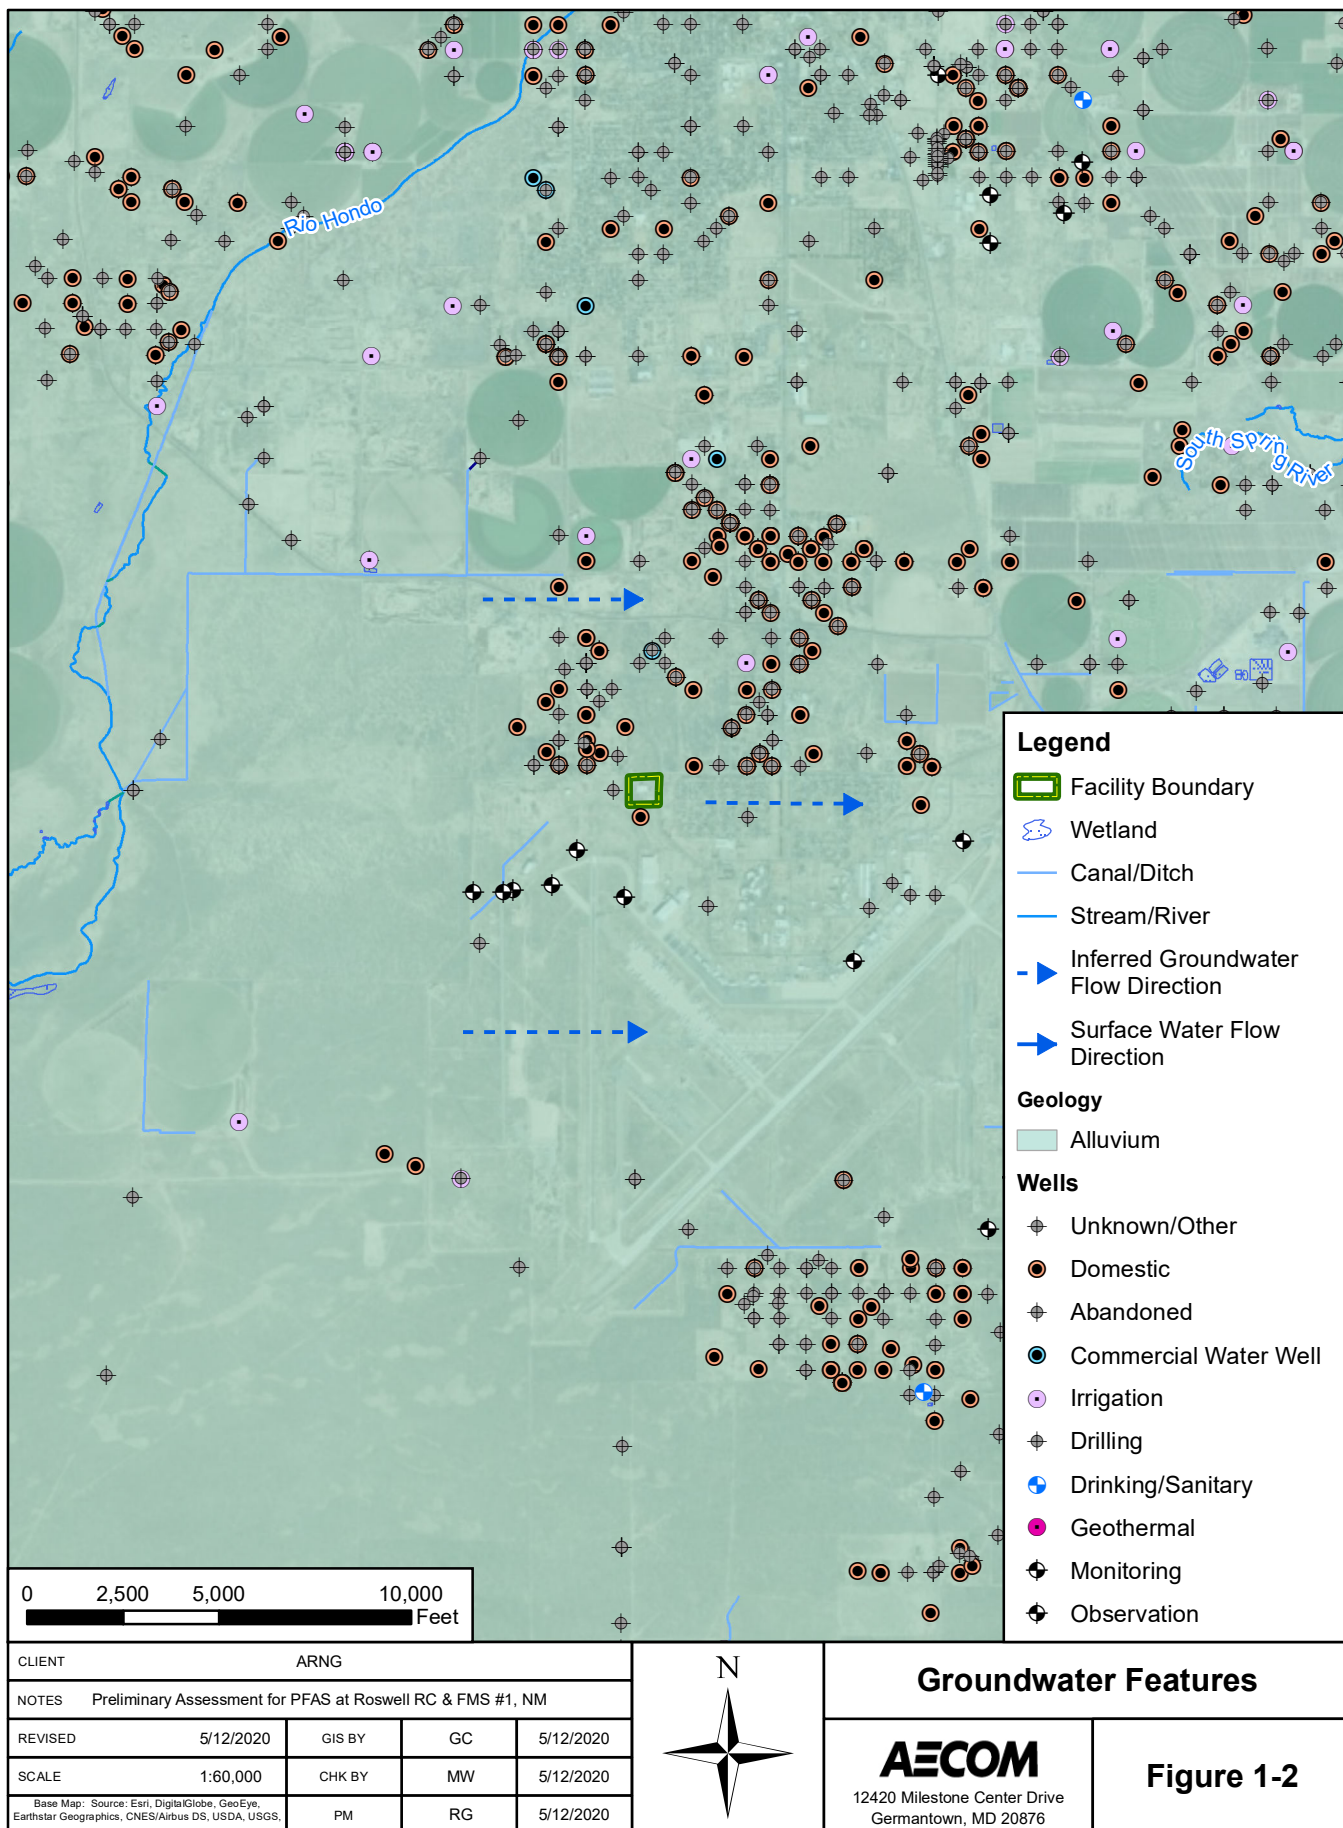 Rio Hondo
South Spring River
Legend
Facility Boundary
Wetland
Canal/Ditch
Stream/River
Inferred Groundwater
Flow Direction
Surface Water Flow
Direction
Geology
Alluvium
Wells
Unknown/Other
Domestic
Abandoned
Commercial Water Well
Irrigation
Drilling
Drinking/Sanitary
Geothermal
Monitoring
Observation
0 2,500 5,000 10,000
Feet
CLIENT ARNG
NOTES Preliminary Assessment for PFAS at Roswell RC & FMS #1, NM
REVISED 5/12/2020 GIS BY GC 5/12/2020
SCALE 1:60,000 CHK BY MW 5/12/2020
Base Map: Source: Esri, DigitalGlobe, GeoEye,
Earthstar Geographics, CNES/Airbus DS, USDA, USGS,
PM RG 5/12/2020
N
Groundwater Features
AECOM
12420 Milestone Center Drive
Germantown, MD 20876
Figure 1-2